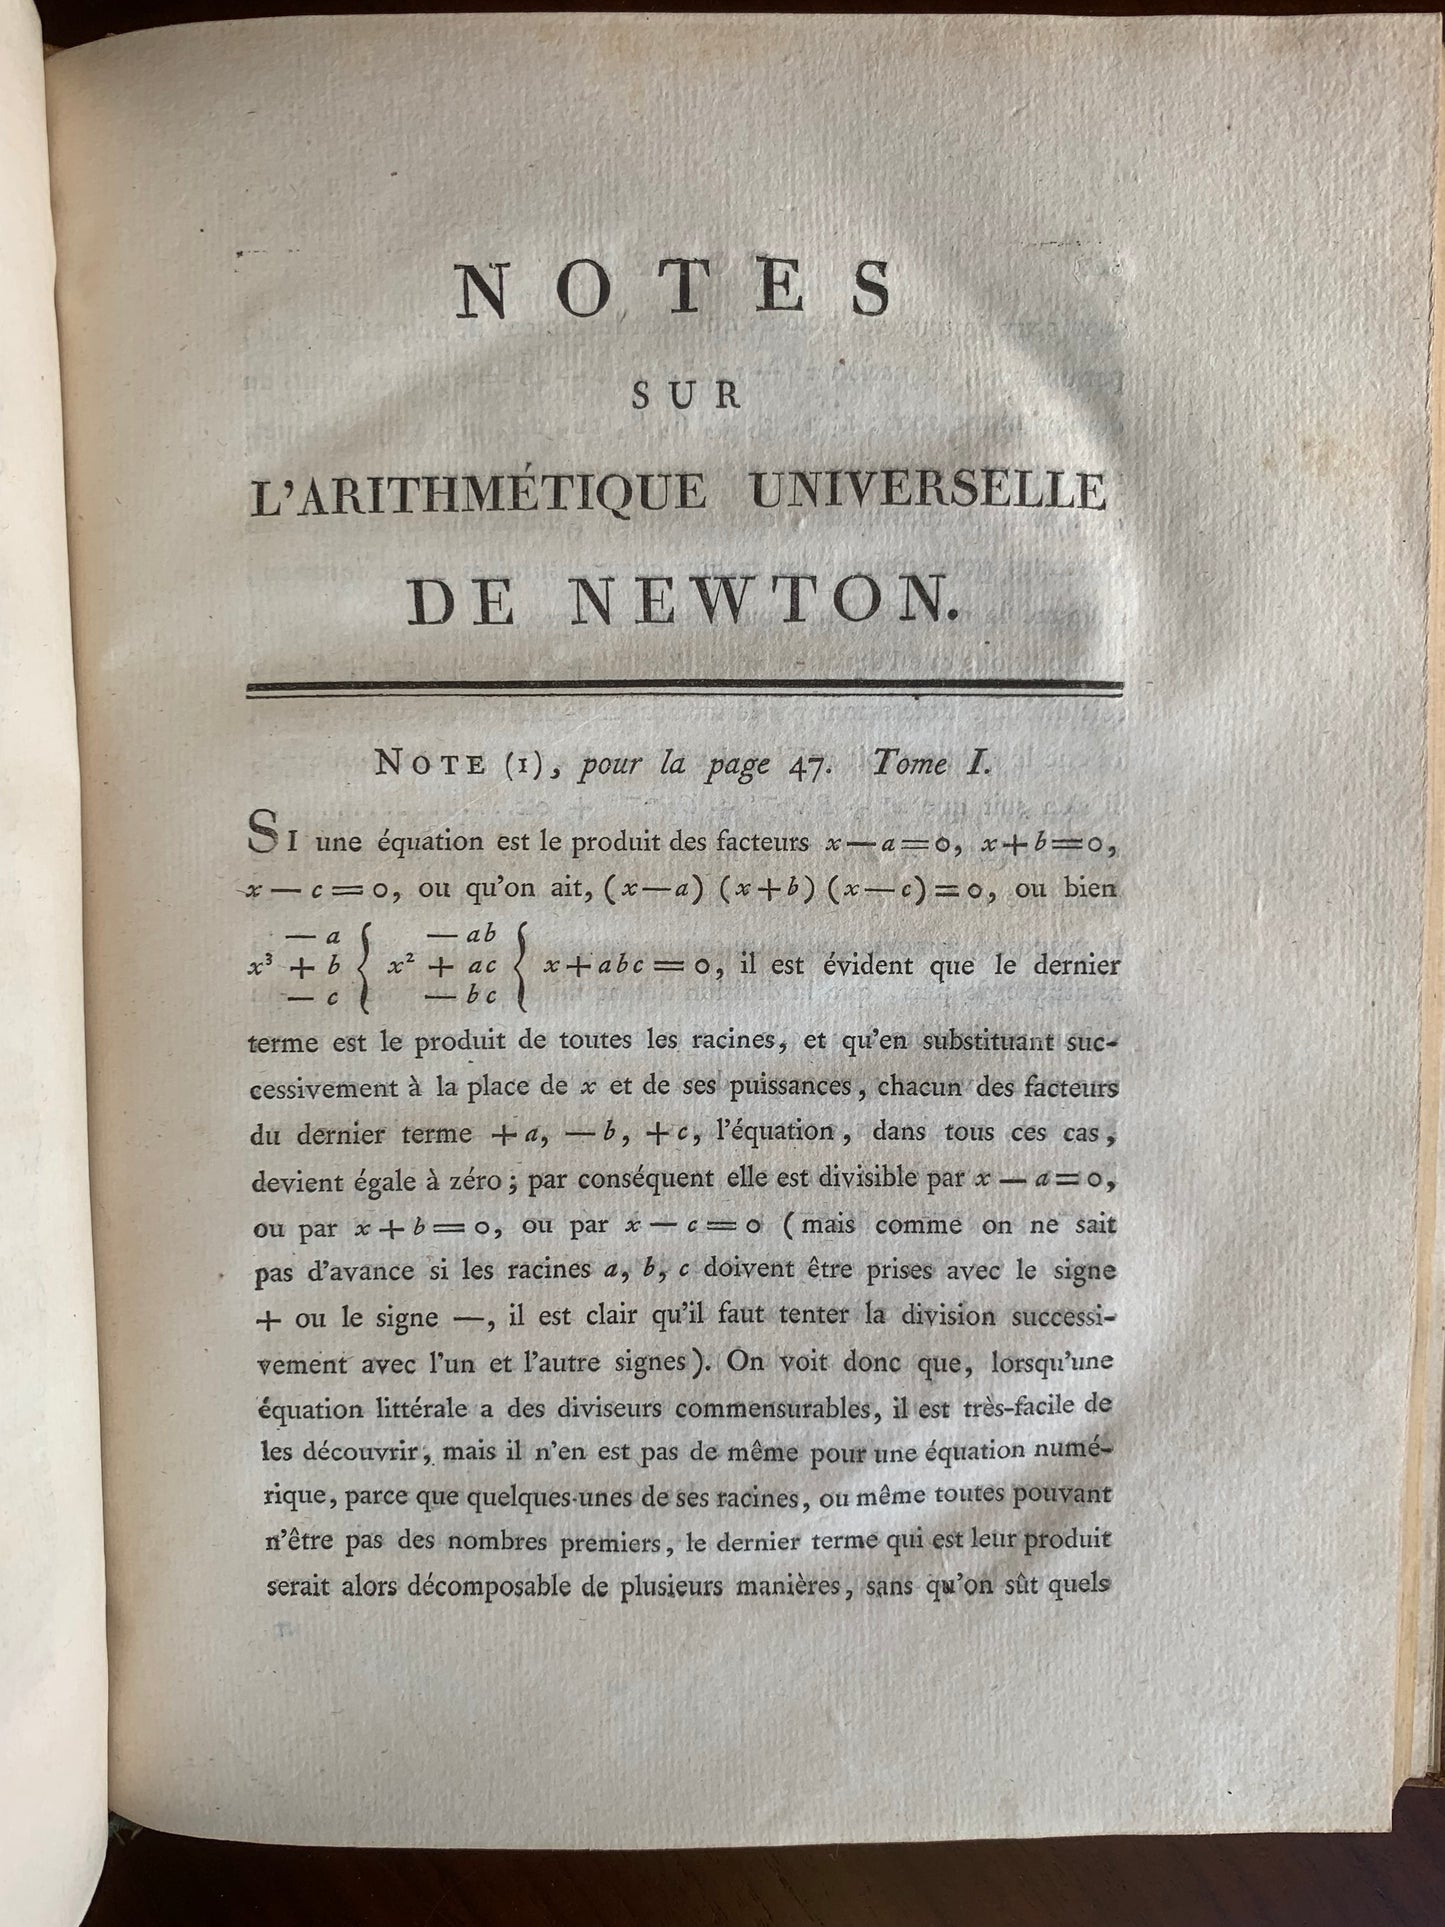 NOTES
SUR
L'ARITHMÉTIQUE UNIVERSELLE
DE NEWTON.
NOTE (1), pour la page 47. Tome I.
SI une équation est le produit des facteurs x — a = 0, x + b = 0,
x — c = 0, ou qu'on ait, (x — a) (x + b) (x — c) = 0, ou bien
— a { — ab {
x³ + b { x² + ac { x + abc = 0, il est évident que le dernier
— c { — bc {
terme est le produit de toutes les racines, et qu'en substituant suc-
cessivement à la place de x et de ses puissances, chacun des facteurs
du dernier terme + a, — b, + c, l'équation, dans tous ces cas,
devient égale à zéro ; par conséquent elle est divisible par x — a = 0,
ou par x + b = 0, ou par x — c = 0 (mais comme on ne sait
pas d'avance si les racines a, b, c doivent être prises avec le signe
+ ou le signe —, il est clair qu'il faut tenter la division successi-
vement avec l'un et l'autre signes). On voit donc que, lorsqu'une
équation littérale a des diviseurs commensurables, il est très-facile de
les découvrir, mais il n'en est pas de même pour une équation numé-
rique, parce que quelques-unes de ses racines, ou même toutes pouvant
n'être pas des nombres premiers, le dernier terme qui est leur produit
serait alors décomposable de plusieurs manières, sans qu'on sût quels